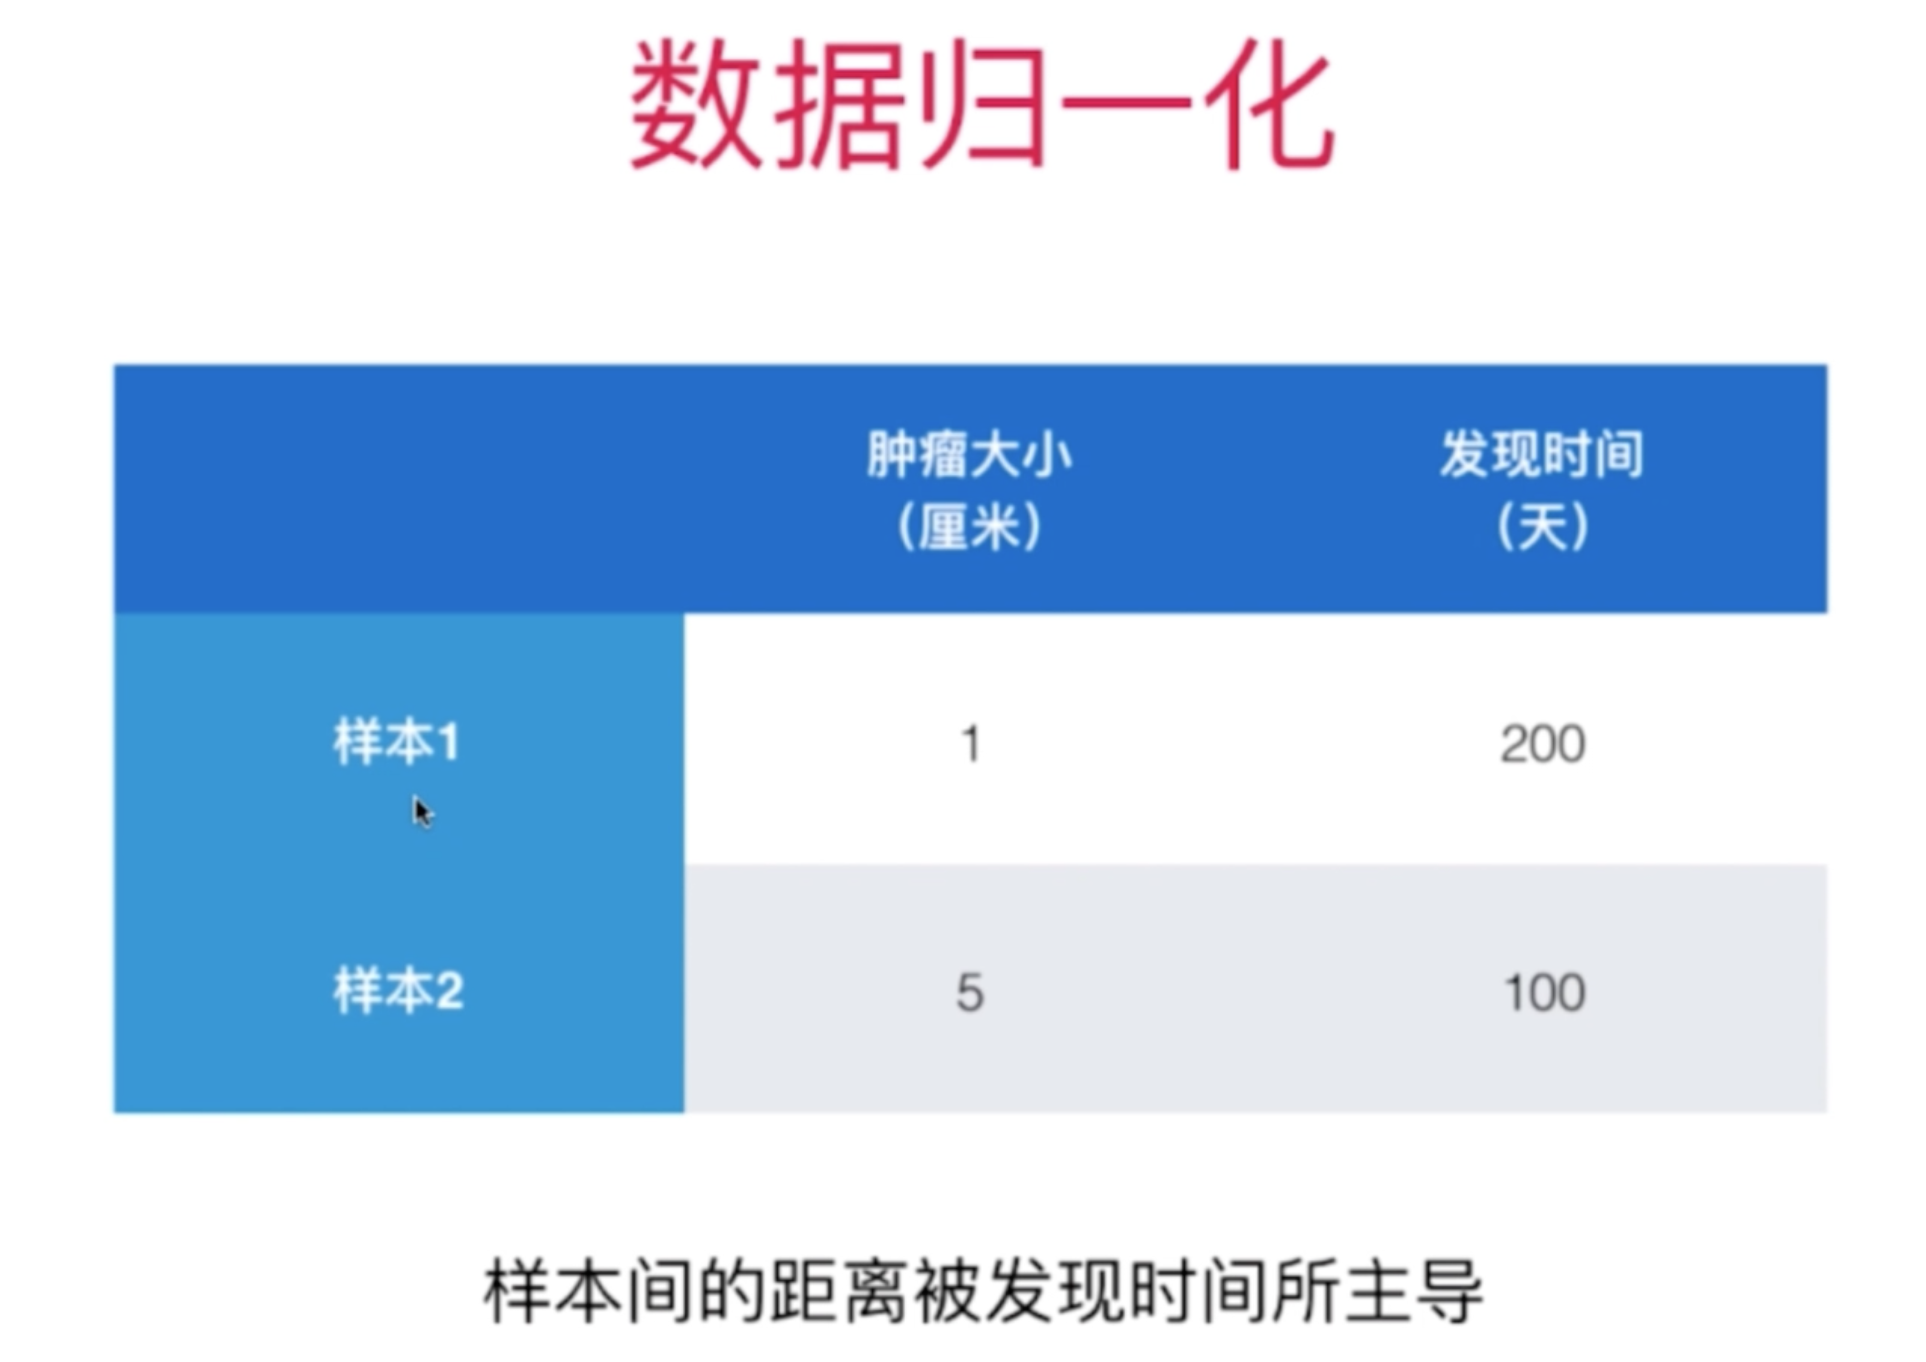 数据归一化
肿瘤大小
（厘米）
发现时间
（天）
样本1
1
200
样本2
5
100
样本间的距离被发现时间所主导